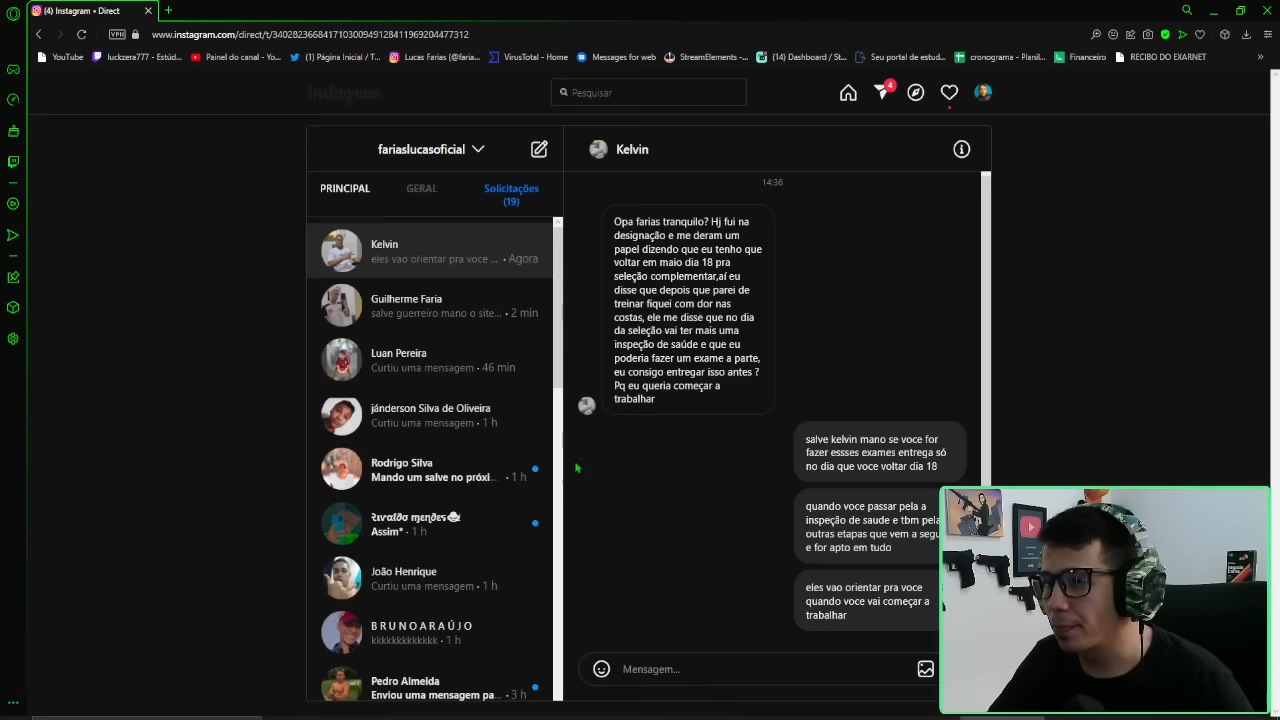 (4) Instagram • Direct
VPN
www.instagram.com/direct/t/340282366841710300949128411969204477312
YouTube
luckzera777 - Estúd...
Painel do canal - Yo...
(1) Página Inicial / T...
Lucas Farias (@faria...
VirusTotal - Home
Messages for web
StreamElements -...
(14) Dashboard / St...
Seu portal de estud...
cronograma - Planil...
Financeiro
RECIBO DO EXARNET
Instagram
Pesquisar
4
fariaslucasoficial
Kelvin
PRINCIPAL
GERAL
Solicitações
(19)
Kelvin
eles vao orientar pra voce ... • Agora
Guilherme Faria
salve guerreiro mano o site... • 2 min
Luan Pereira
Curtiu uma mensagem • 46 min
jánderson Silva de Oliveira
Curtiu uma mensagem • 1 h
Rodrigo Silva
Mando um salve no próxi... • 1 h
Assim* • 1 h
João Henrique
Curtiu uma mensagem • 1 h
B R U N O A R A Ú J O
kkkkkkkkkkkk • 1 h
Pedro Almeida
Enviou uma mensagem pa... • 3 h
14:36
Opa farias tranquilo? Hj fui na
designação e me deram um
papel dizendo que eu tenho que
voltar em maio dia 18 pra
seleção complementar,aí eu
disse que depois que parei de
treinar fiquei com dor nas
costas, ele me disse que no dia
da seleção vai ter mais uma
inspeção de saúde e que eu
poderia fazer um exame a parte,
eu consigo entregar isso antes ?
Pq eu queria começar a
trabalhar
salve kelvin mano se voce for
fazer essses exames entrega só
no dia que voce voltar dia 18
quando voce passar pela a
inspeção de saude e tbm pela
outras etapas que vem a segu
e for apto em tudo
eles vao orientar pra voce
quando voce vai começar a
trabalhar
Mensagem...